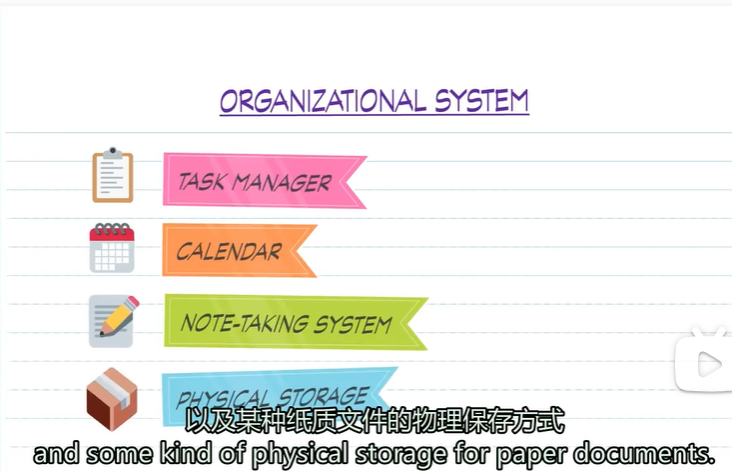 ORGANIZATIONAL SYSTEM
TASK MANAGER
CALENDAR
NOTE-TAKING SYSTEM
PHYSICAL STORAGE
以及某种纸质文件的物理保存方式
and some kind of physical storage for paper documents.